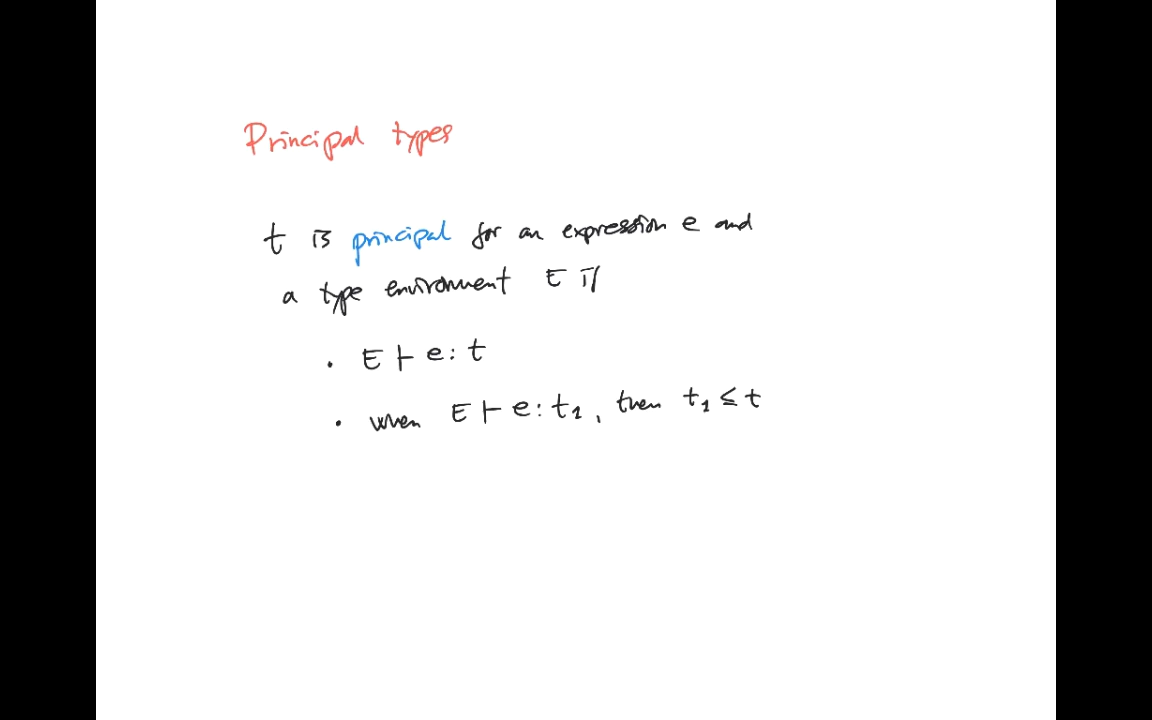 Principal types
t is principal for an expression e and
a type environment E if
· E ⊢ e: t
· when E ⊢ e: t₁, then t₁ ≤ t